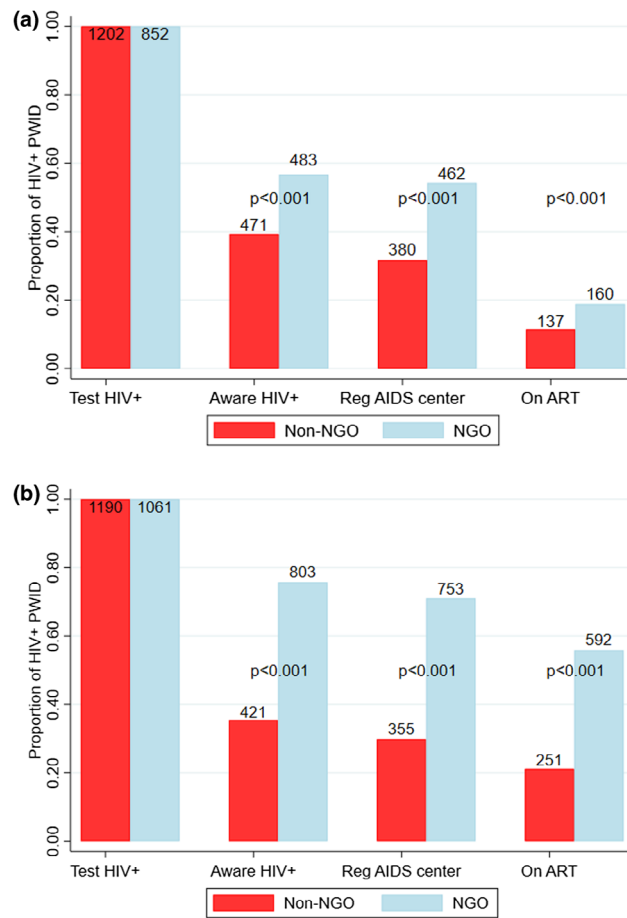 (a)
Proportion of HIV+ PWID
1.00
0.80
0.60
0.40
0.20
0.00
1202 852
483
p<0.001
471
462
p<0.001
380
p<0.001
160
137
Test HIV+ Aware HIV+ Reg AIDS center On ART
Non-NGO NGO
(b)
Proportion of HIV+ PWID
1.00
0.80
0.60
0.40
0.20
0.00
1190 1061
803
p<0.001
421
753
p<0.001
355
592
p<0.001
251
Test HIV+ Aware HIV+ Reg AIDS center On ART
Non-NGO NGO